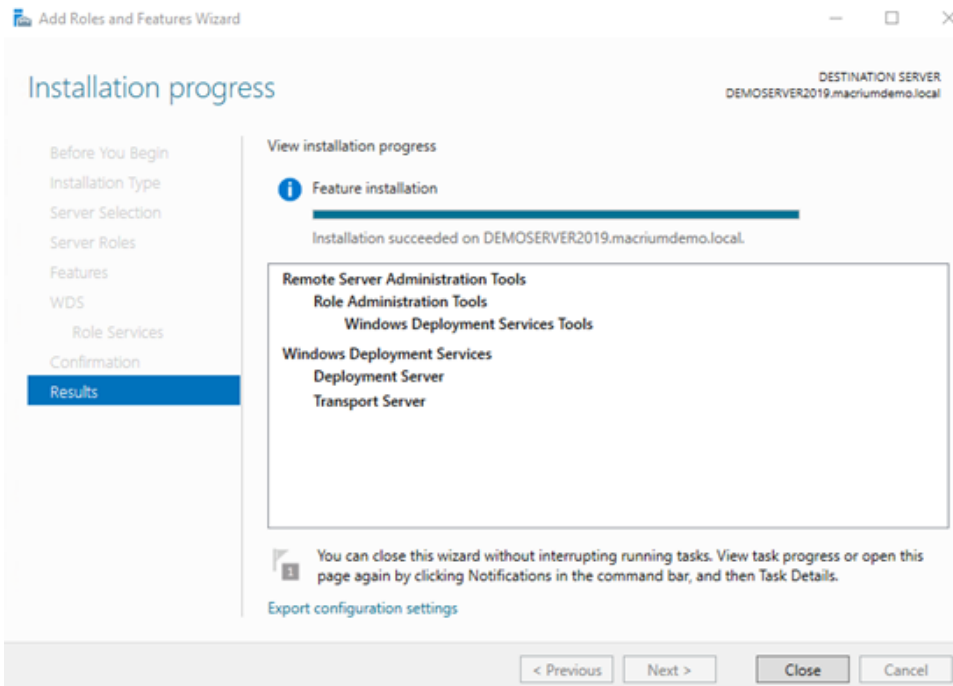 Add Roles and Features Wizard
Installation progress
DESTINATION SERVER
DEMOSERVER2019.macriumdemo.local
Before You Begin
Installation Type
Server Selection
Server Roles
Features
WDS
Role Services
Confirmation
Results
View installation progress
Feature installation
Installation succeeded on DEMOSERVER2019.macriumdemo.local.
Remote Server Administration Tools
Role Administration Tools
Windows Deployment Services Tools
Windows Deployment Services
Deployment Server
Transport Server
1
You can close this wizard without interrupting running tasks. View task progress or open this
page again by clicking Notifications in the command bar, and then Task Details.
Export configuration settings
< Previous
Next >
Close
Cancel